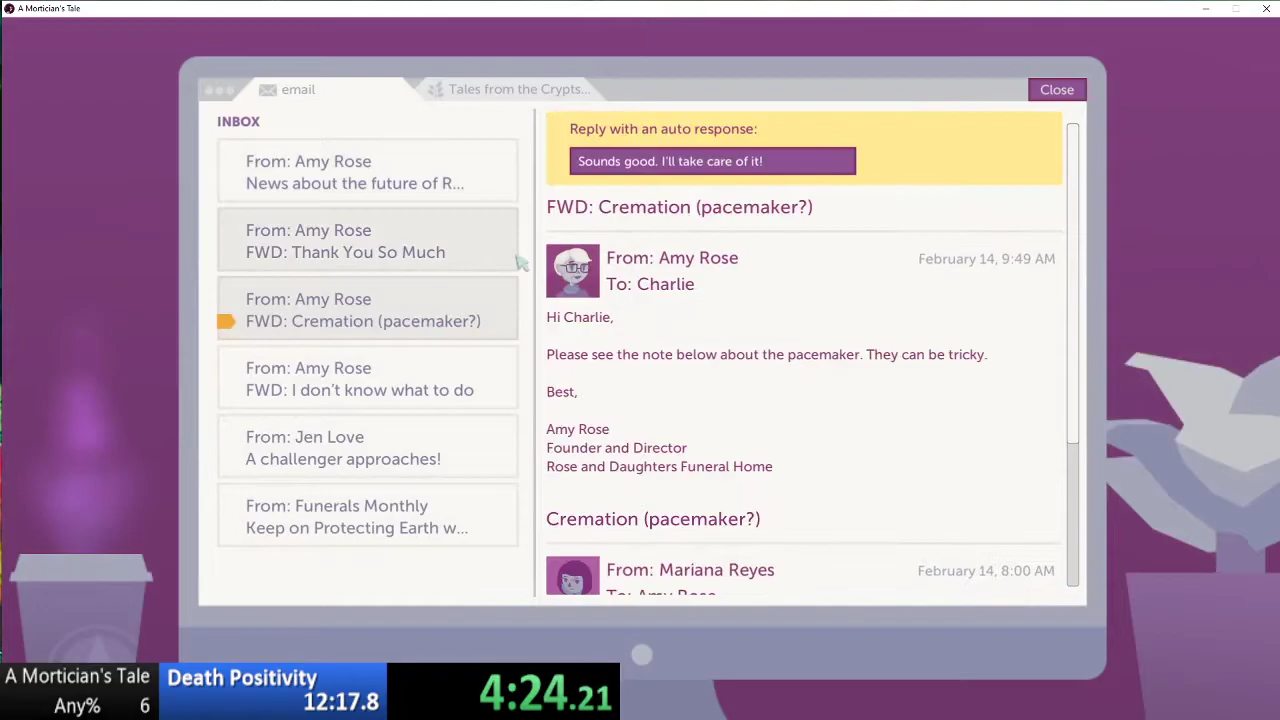 A Mortician's Tale
email
Tales from the Crypts...
Close
INBOX
From: Amy Rose
News about the future of R...
From: Amy Rose
FWD: Thank You So Much
From: Amy Rose
FWD: Cremation (pacemaker?)
From: Amy Rose
FWD: I don't know what to do
From: Jen Love
A challenger approaches!
From: Funerals Monthly
Keep on Protecting Earth w...
Reply with an auto response:
Sounds good. I'll take care of it!
FWD: Cremation (pacemaker?)
From: Amy Rose
February 14, 9:49 AM
To: Charlie
Hi Charlie,
Please see the note below about the pacemaker. They can be tricky.
Best,
Amy Rose
Founder and Director
Rose and Daughters Funeral Home
Cremation (pacemaker?)
From: Mariana Reyes
February 14, 8:00 AM
To: Amy Rose
A Mortician's Tale
Any% 6
Death Positivity
12:17.8
4:24.21